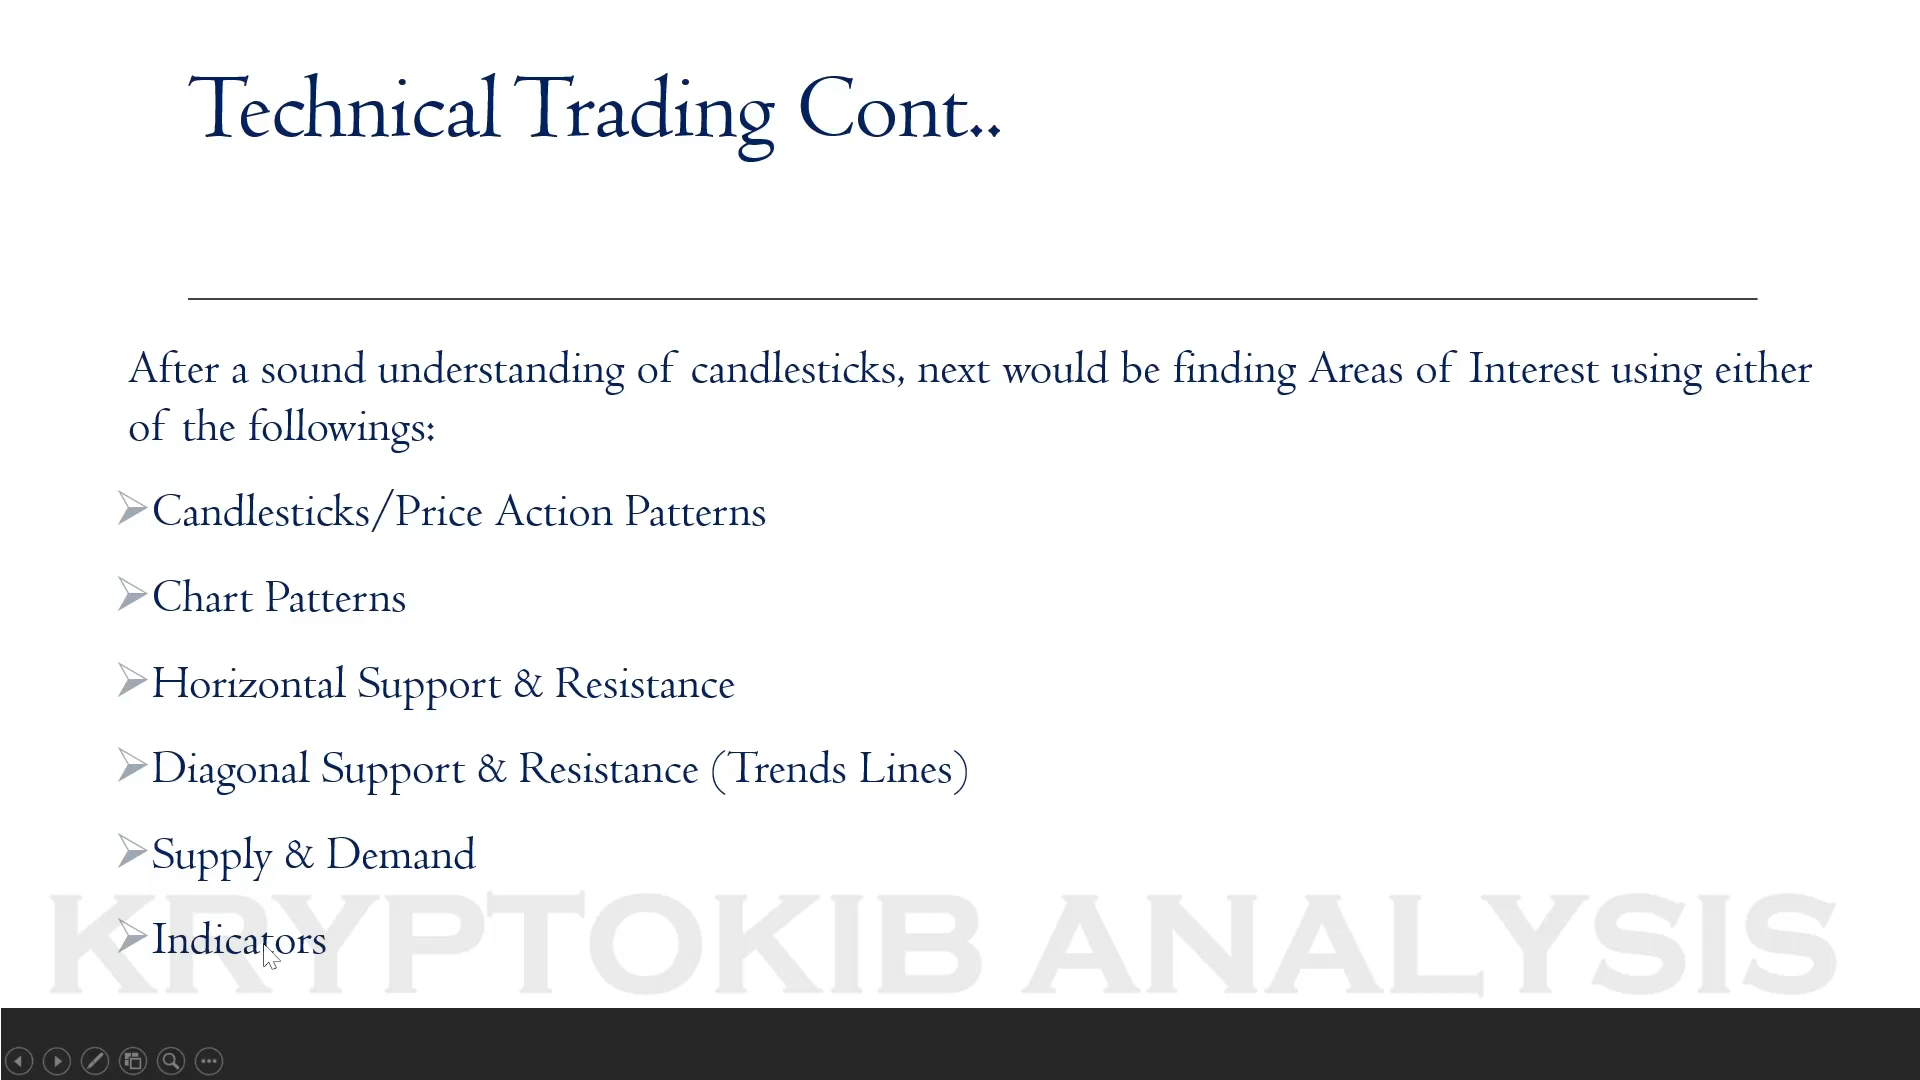 Technical Trading Cont..
After a sound understanding of candlesticks, next would be finding Areas of Interest using either
of the followings:
Candlesticks/Price Action Patterns
Chart Patterns
Horizontal Support & Resistance
Diagonal Support & Resistance (Trends Lines)
Supply & Demand
Indicators
KRYPTOKIB ANALYSIS